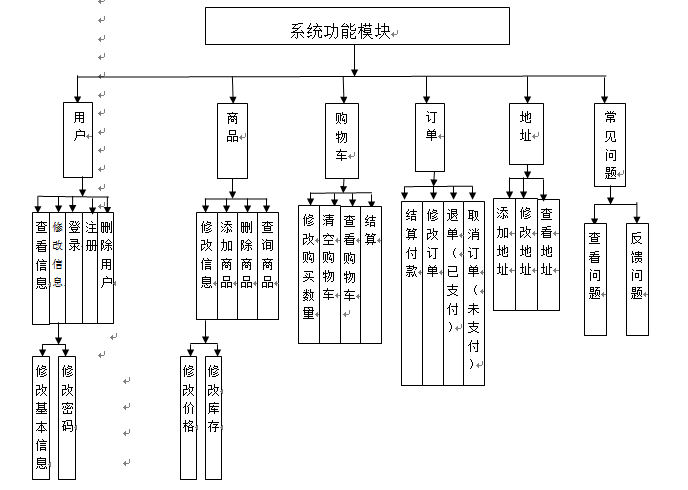 系统功能模块
用户
商品
购物车
订单
地址
常见问题
查看信息
修改信息
登录
注册
删除用户
修改信息
添加商品
删除商品
查询商品
修改购买数量
清空购物车
查看购物车
结算
结算付款
修改订单
退单（已支付）
取消订单（未支付）
添加地址
修改地址
查看地址
查看问题
反馈问题
修改基本信息
修改密码
修改价格
修改库存